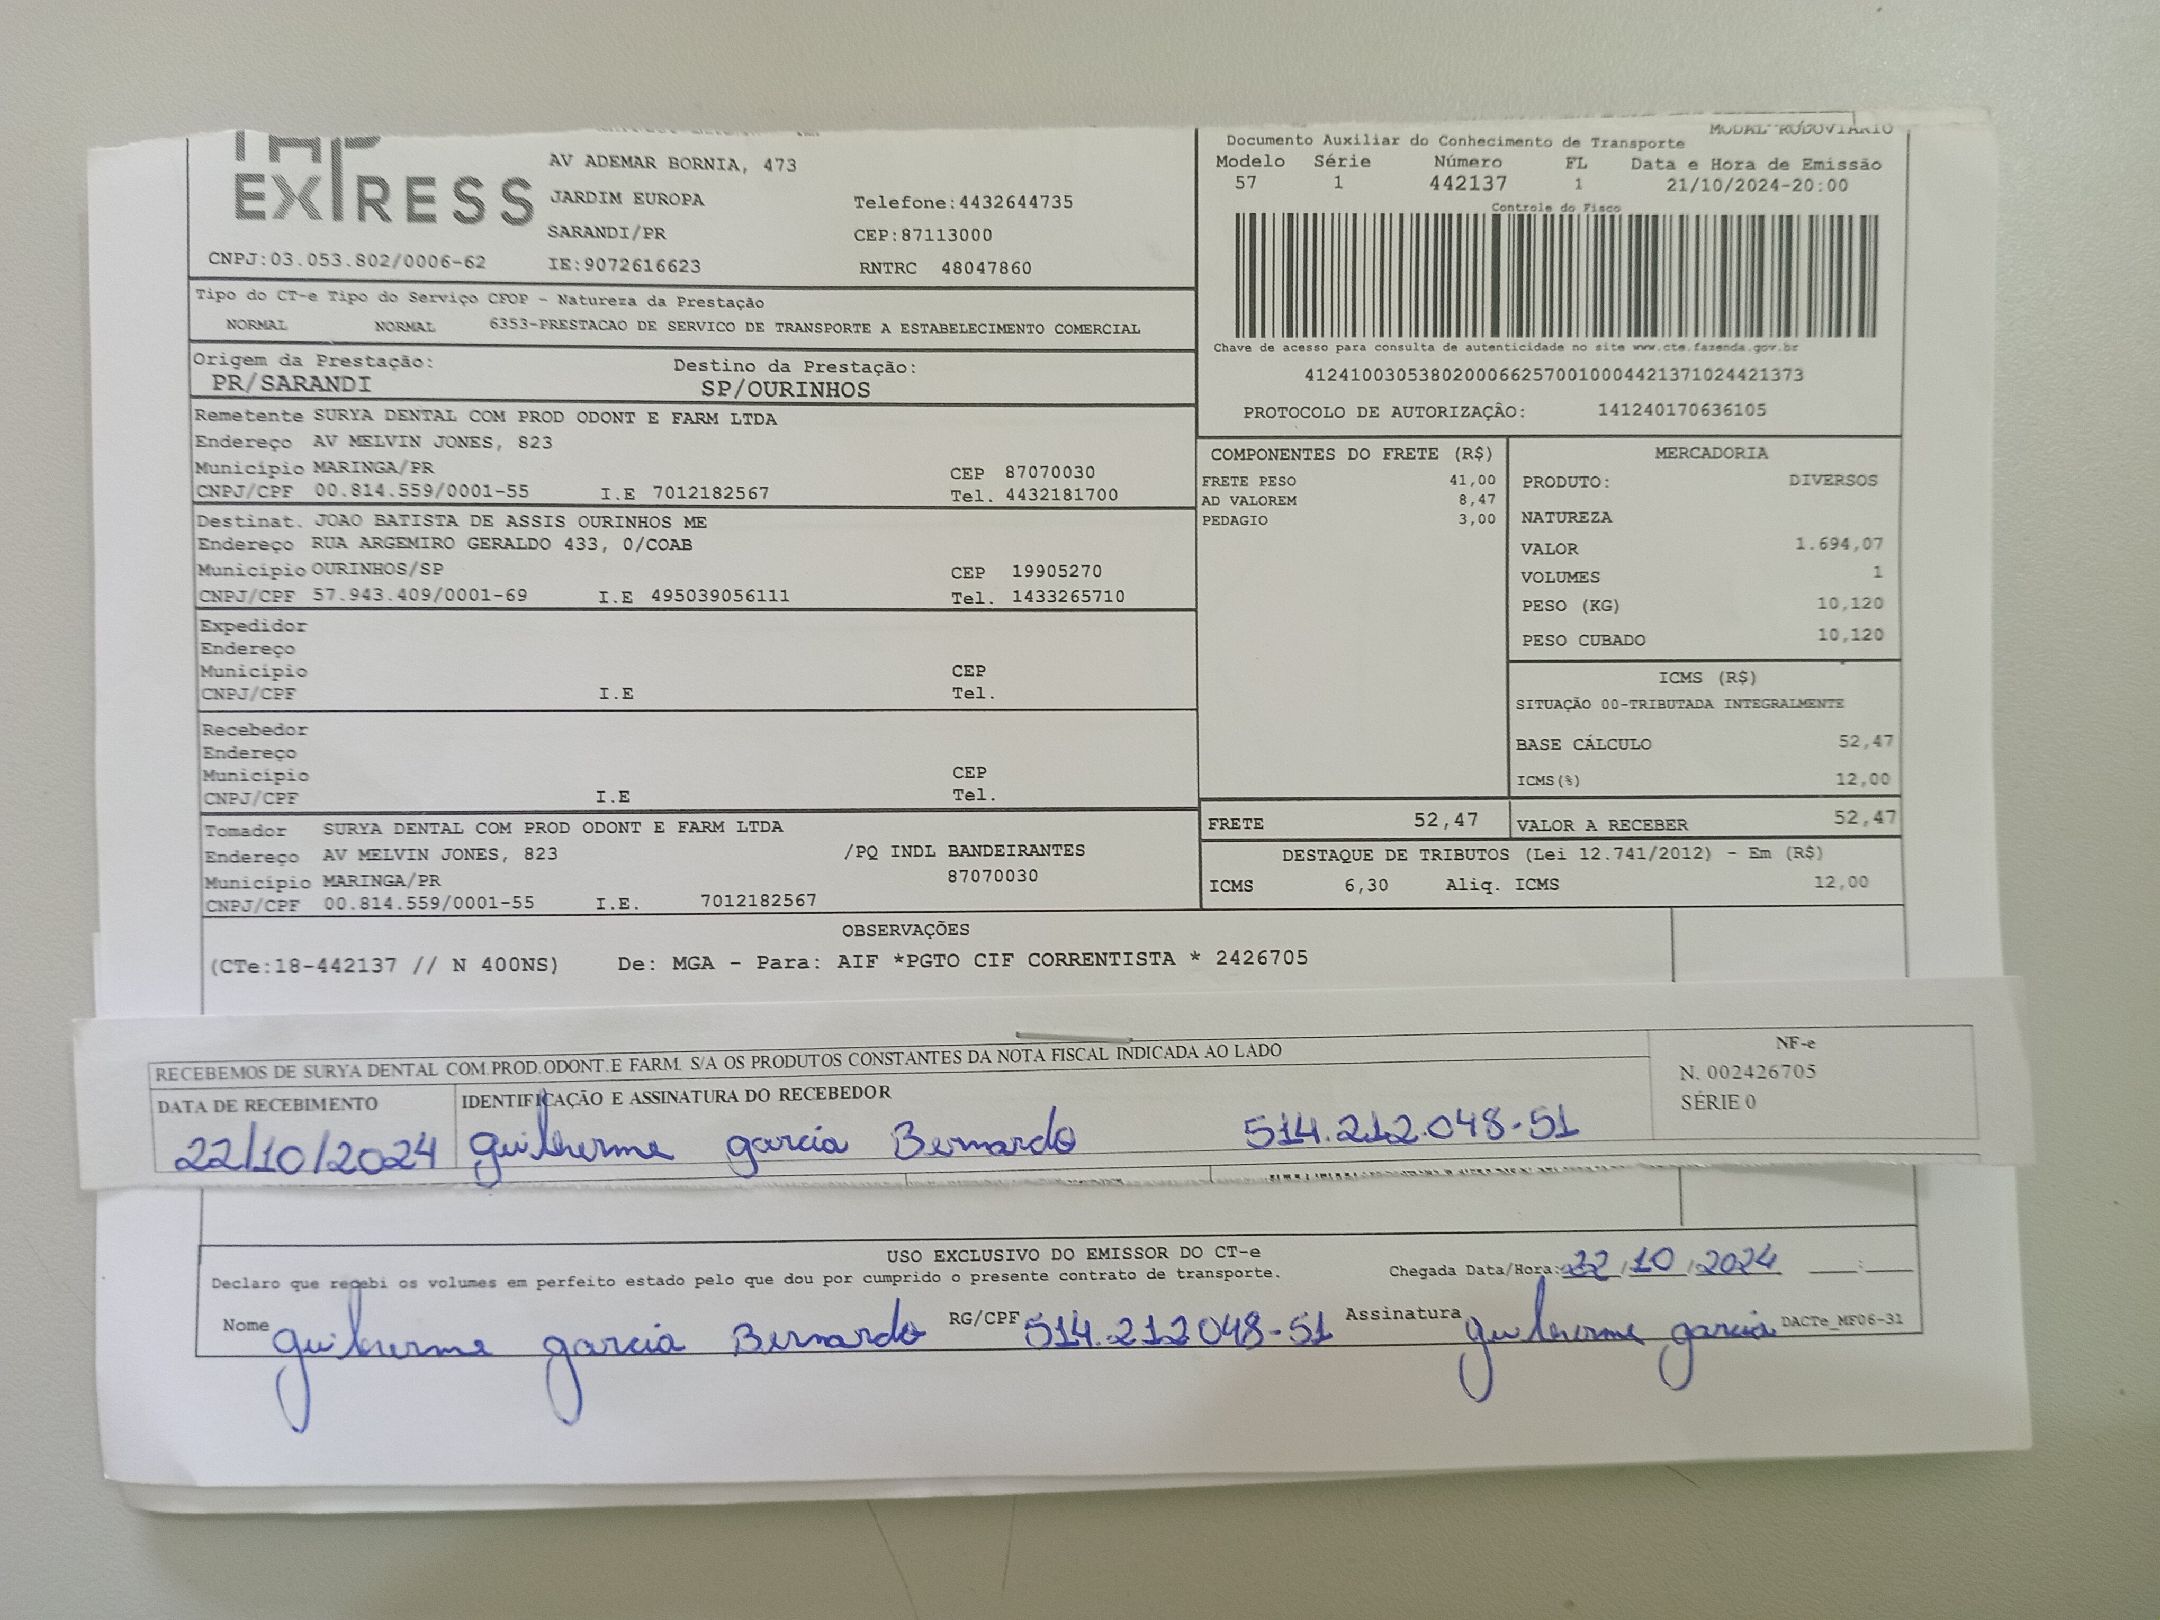 EXPRESS
AV ADEMAR BORNIA, 473
JARDIM EUROPA
Telefone:4432644735
SARANDI/PR
CEP:87113000
CNPJ:03.053.802/0006-62
IE:9072616623
RNTRC 48047860
MODAL RODOVIARIO
Documento Auxiliar do Conhecimento de Transporte
Modelo Série Número FL Data e Hora de Emissão
57 1 442137 1 21/10/2024-20:00
Controle do Fisco
Chave de acesso para consulta de autenticidade no site www.cte.fazenda.gov.br
41241003053802000662570010004421371024421373
PROTOCOLO DE AUTORIZAÇÃO: 141240170636105
Tipo do CT-e Tipo do Serviço CFOP - Natureza da Prestação
NORMAL NORMAL 6353-PRESTACAO DE SERVICO DE TRANSPORTE A ESTABELECIMENTO COMERCIAL
Origem da Prestação: Destino da Prestação:
PR/SARANDI SP/OURINHOS
Remetente SURYA DENTAL COM PROD ODONT E FARM LTDA
Endereço AV MELVIN JONES, 823
Município MARINGA/PR CEP 87070030
CNPJ/CPF 00.814.559/0001-55 I.E 7012182567 Tel. 4432181700
Destinat. JOAO BATISTA DE ASSIS OURINHOS ME
Endereço RUA ARGEMIRO GERALDO 433, 0/COAB
Município OURINHOS/SP CEP 19905270
CNPJ/CPF 57.943.409/0001-69 I.E 495039056111 Tel. 1433265710
Expedidor
Endereço
Município CEP
CNPJ/CPF I.E Tel.
Recebedor
Endereço
Município CEP
CNPJ/CPF I.E Tel.
Tomador SURYA DENTAL COM PROD ODONT E FARM LTDA
Endereço AV MELVIN JONES, 823 /PQ INDL BANDEIRANTES
Município MARINGA/PR 87070030
CNPJ/CPF 00.814.559/0001-55 I.E. 7012182567
COMPONENTES DO FRETE (R$)
FRETE PESO 41,00
AD VALOREM 8,47
PEDAGIO 3,00
MERCADORIA
PRODUTO: DIVERSOS
NATUREZA
VALOR 1.694,07
VOLUMES 1
PESO (KG) 10,120
PESO CUBADO 10,120
ICMS (R$)
SITUAÇÃO 00-TRIBUTADA INTEGRALMENTE
BASE CÁLCULO 52,47
ICMS(%) 12,00
FRETE 52,47 VALOR A RECEBER 52,47
DESTAQUE DE TRIBUTOS (Lei 12.741/2012) - Em (R$)
ICMS 6,30 Aliq. ICMS 12,00
OBSERVAÇÕES
(CTe:18-442137 // N 400NS) De: MGA - Para: AIF *PGTO CIF CORRENTISTA * 2426705
RECEBEMOS DE SURYA DENTAL COM.PROD.ODONT.E FARM. S/A OS PRODUTOS CONSTANTES DA NOTA FISCAL INDICADA AO LADO
NF-e
N. 002426705
SÉRIE 0
DATA DE RECEBIMENTO IDENTIFICAÇÃO E ASSINATURA DO RECEBEDOR
22/10/2024 guilherme garcia Bernardo 514.212.048-51
USO EXCLUSIVO DO EMISSOR DO CT-e
Declaro que recebi os volumes em perfeito estado pelo que dou por cumprido o presente contrato de transporte. Chegada Data/Hora: 22/10/2024 ____:____
Nome guilherme garcia Bernardo RG/CPF 514.212 048-51 Assinatura guilherme garcia DACTe_MF06-31